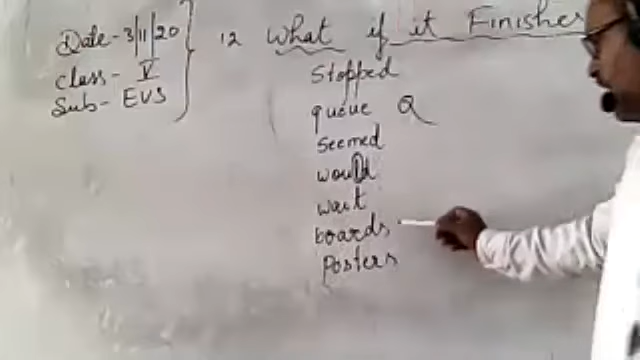 Date - 3/11/20
Class - V
Sub - EVS
12 What if it Finishes
Stopped
queue Q
Seemed
would
wait
boards
Posters